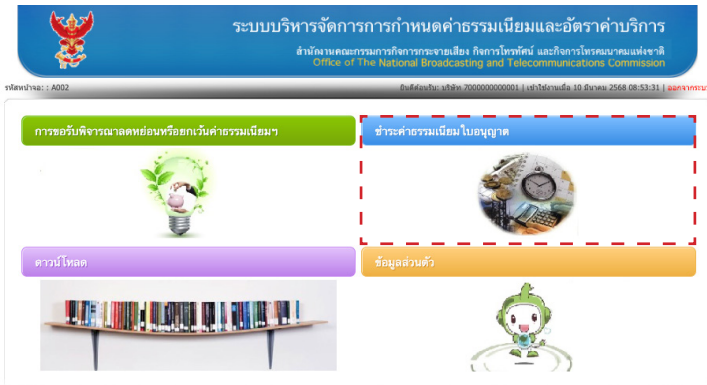 ระบบบริหารจัดการการกำหนดค่าธรรมเนียมและอัตราค่าบริการ
สำนักงานคณะกรรมการกิจการกระจายเสียง กิจการโทรทัศน์ และกิจการโทรคมนาคมแห่งชาติ
Office of The National Broadcasting and Telecommunications Commission
รหัสหน้าจอ: : A002
ยินดีต้อนรับ: บริษัท 7000000000001 | เข้าใช้งานเมื่อ 10 มีนาคม 2568 08:53:31 | ออกจากระบบ
การขอรับพิจารณาลดหย่อนหรือยกเว้นค่าธรรมเนียมฯ
ชำระค่าธรรมเนียมใบอนุญาต
ดาวน์โหลด
ข้อมูลส่วนตัว